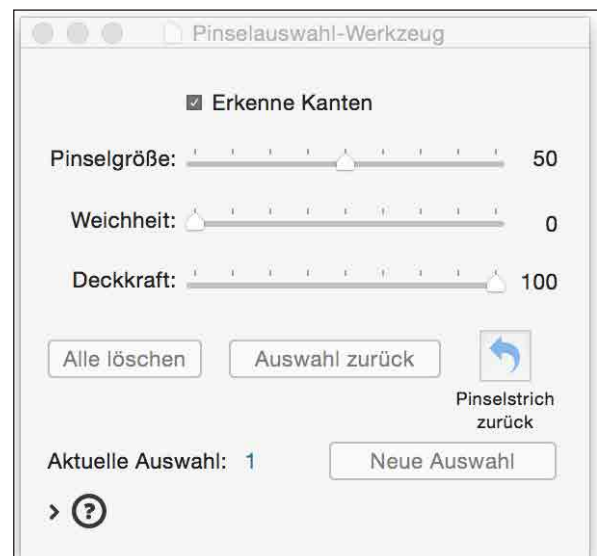 Pinselauswahl-Werkzeug
Erkenne Kanten
Pinselgröße: 50
Weichheit: 0
Deckkraft: 100
Alle löschen Auswahl zurück
Pinselstrich
zurück
Aktuelle Auswahl: 1 Neue Auswahl
> ?